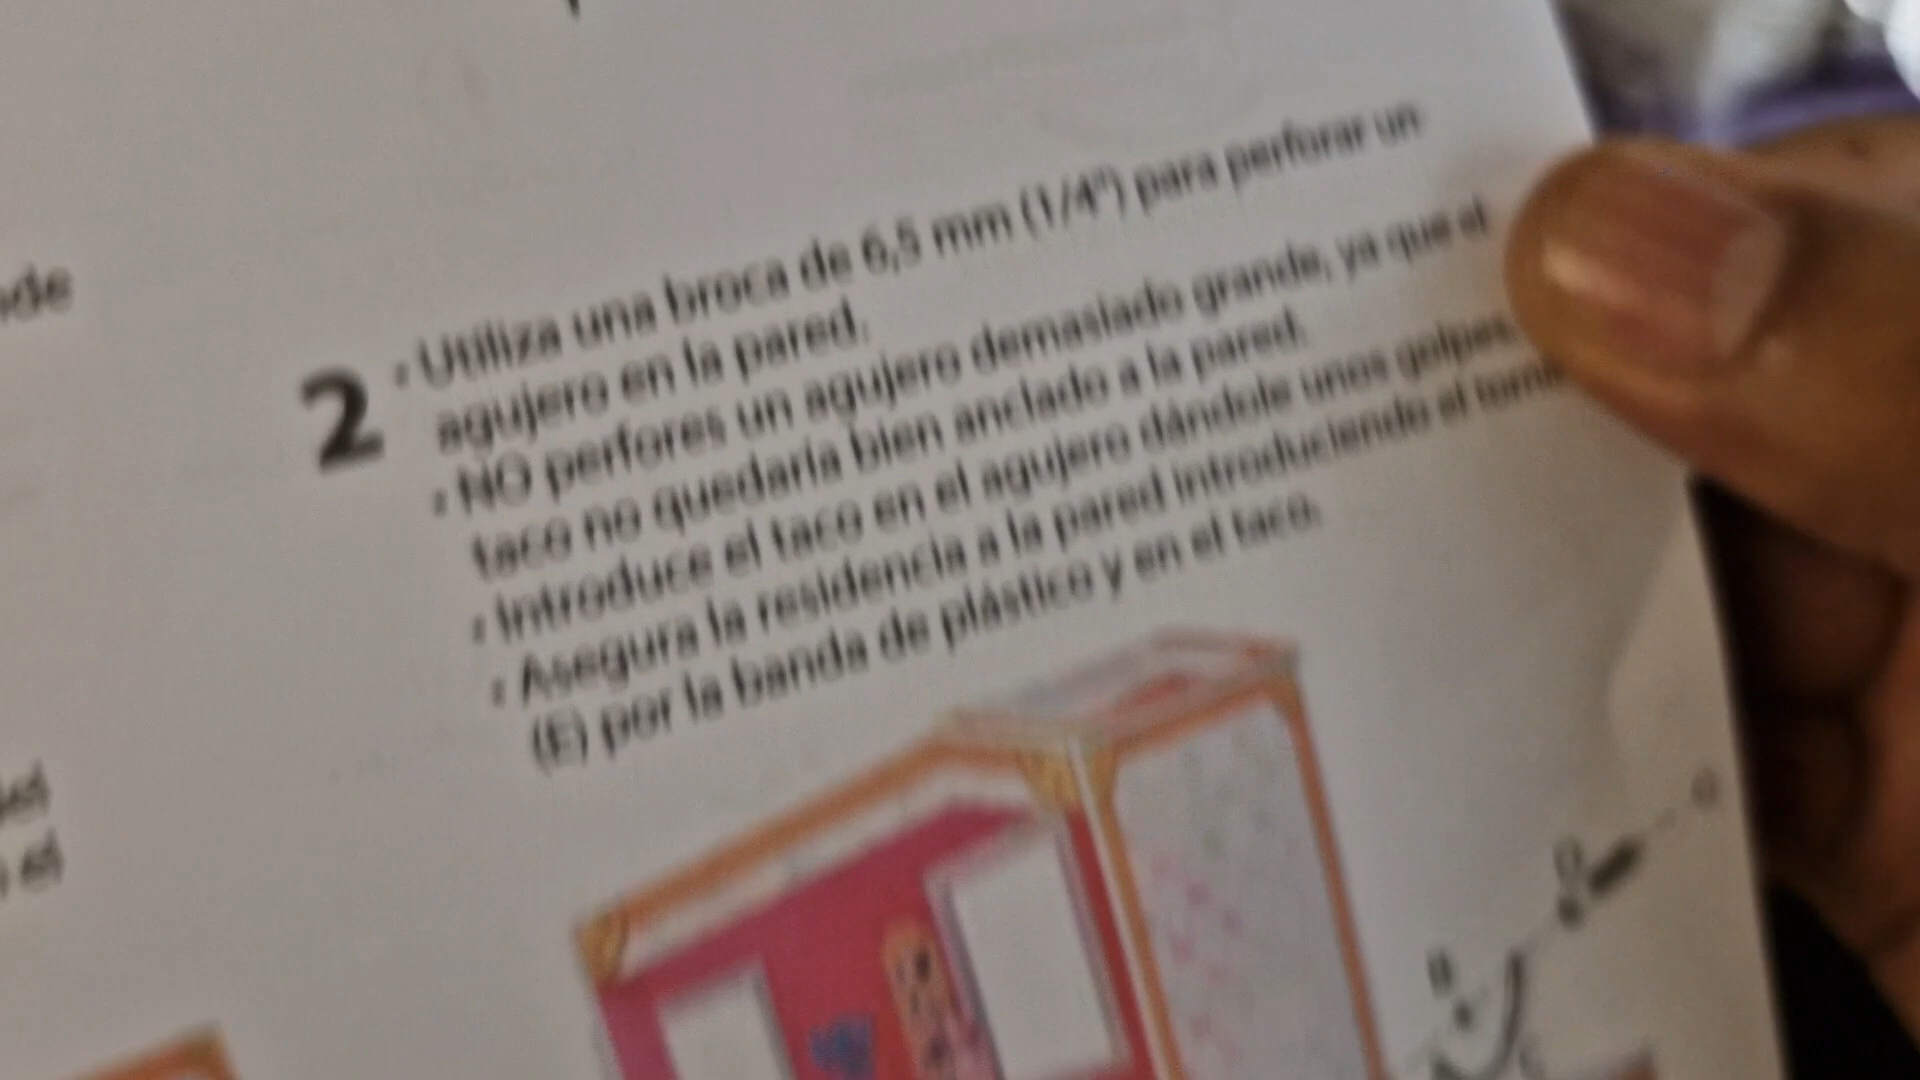 2
• Utiliza una broca de 6,5 mm (1/4") para perforar un
agujero en la pared.
• NO perfores un agujero demasiado grande, ya que el
taco no quedaría bien anclado a la pared.
• Introduce el taco en el agujero dándole unos golpes.
• Asegura la residencia a la pared introduciendo el
(E) por la banda de plástico y en el taco.